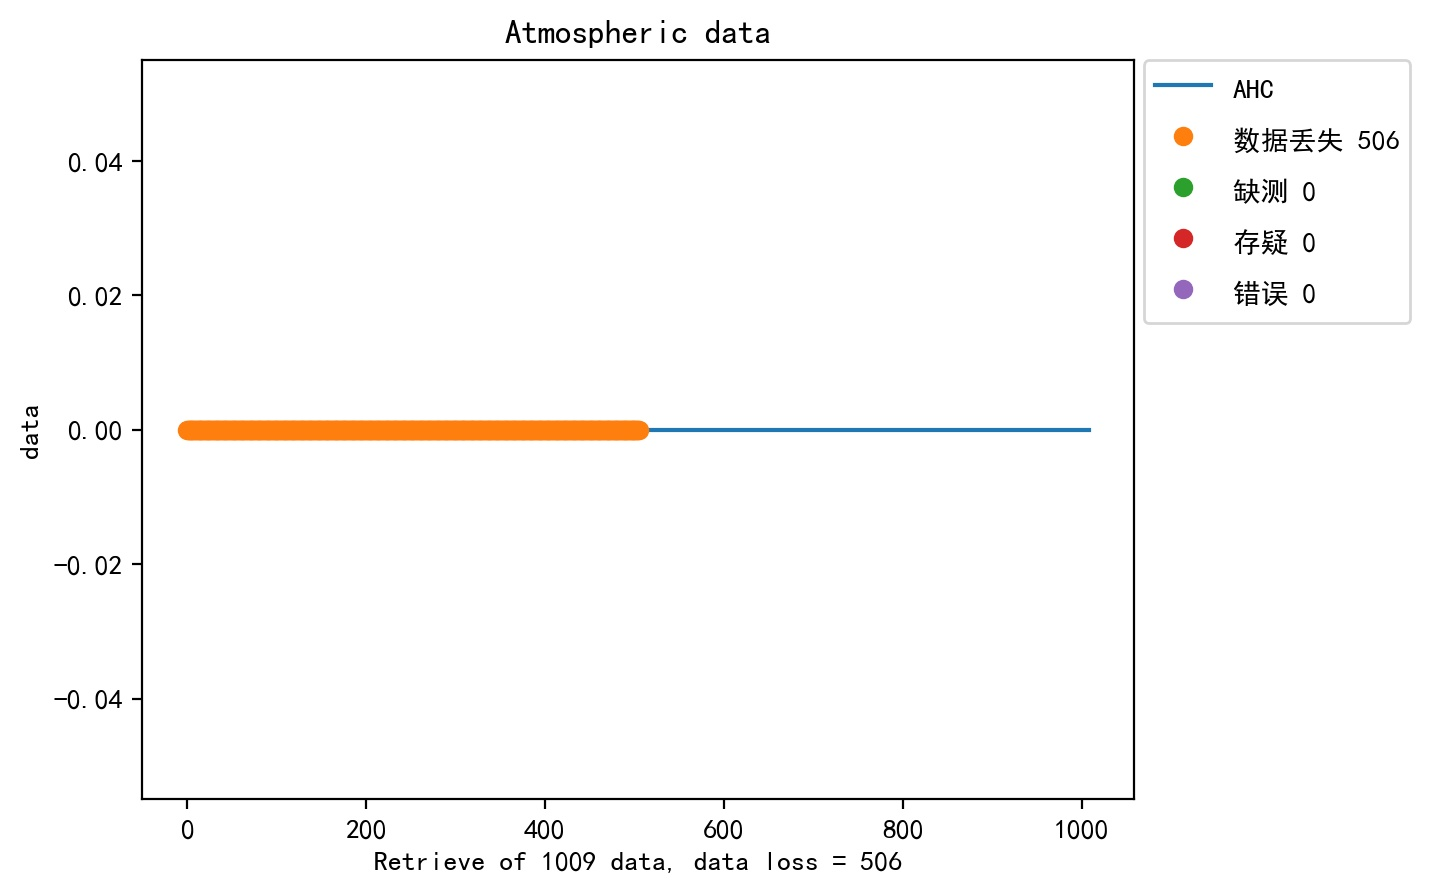 Atmospheric data
AHC
数据丢失 506
缺测 0
存疑 0
错误 0
data
0.04
0.02
0.00
-0.02
-0.04
0
200
400
600
800
1000
Retrieve of 1009 data, data loss = 506